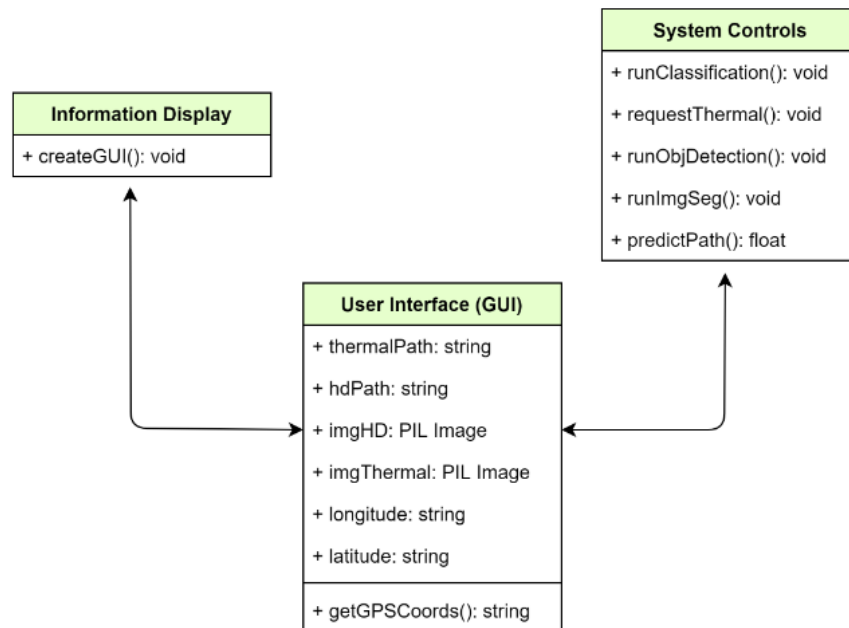 System Controls
+ runClassification(): void
+ requestThermal(): void
+ runObjDetection(): void
+ runImgSeg(): void
+ predictPath(): float
Information Display
+ createGUI(): void
User Interface (GUI)
+ thermalPath: string
+ hdPath: string
+ imgHD: PIL Image
+ imgThermal: PIL Image
+ longitude: string
+ latitude: string
+ getGPSCoords(): string